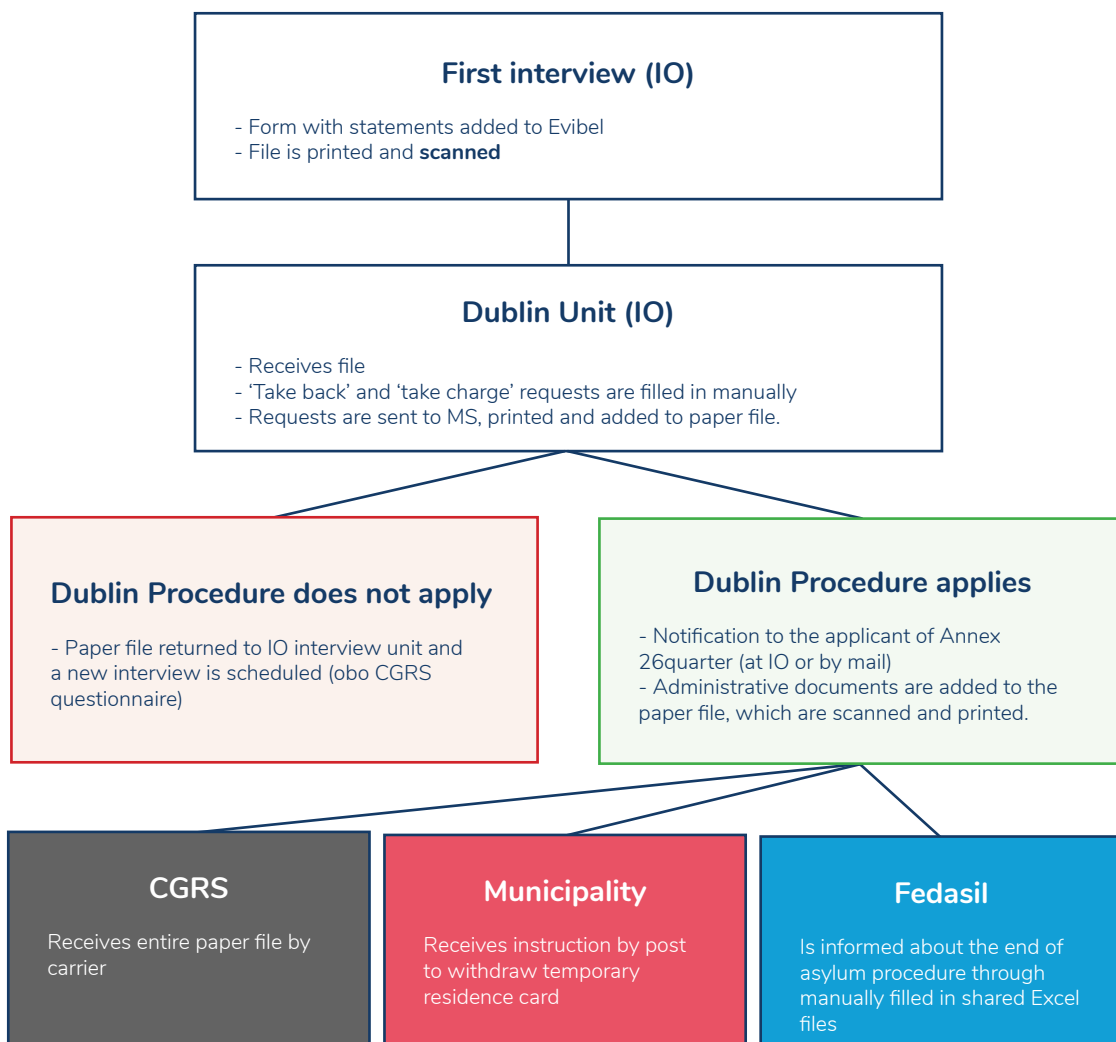 First interview (IO)
- Form with statements added to Evibel
- File is printed and scanned
Dublin Unit (IO)
- Receives file
- ‘Take back’ and ‘take charge’ requests are filled in manually
- Requests are sent to MS, printed and added to paper file.
Dublin Procedure does not apply
- Paper file returned to IO interview unit and
a new interview is scheduled (obo CGRS
questionnaire)
Dublin Procedure applies
- Notification to the applicant of Annex
26quarter (at IO or by mail)
- Administrative documents are added to the
paper file, which are scanned and printed.
CGRS
Receives entire paper file by
carrier
Municipality
Receives instruction by post
to withdraw temporary
residence card
Fedasil
Is informed about the end of
asylum procedure through
manually filled in shared Excel
files